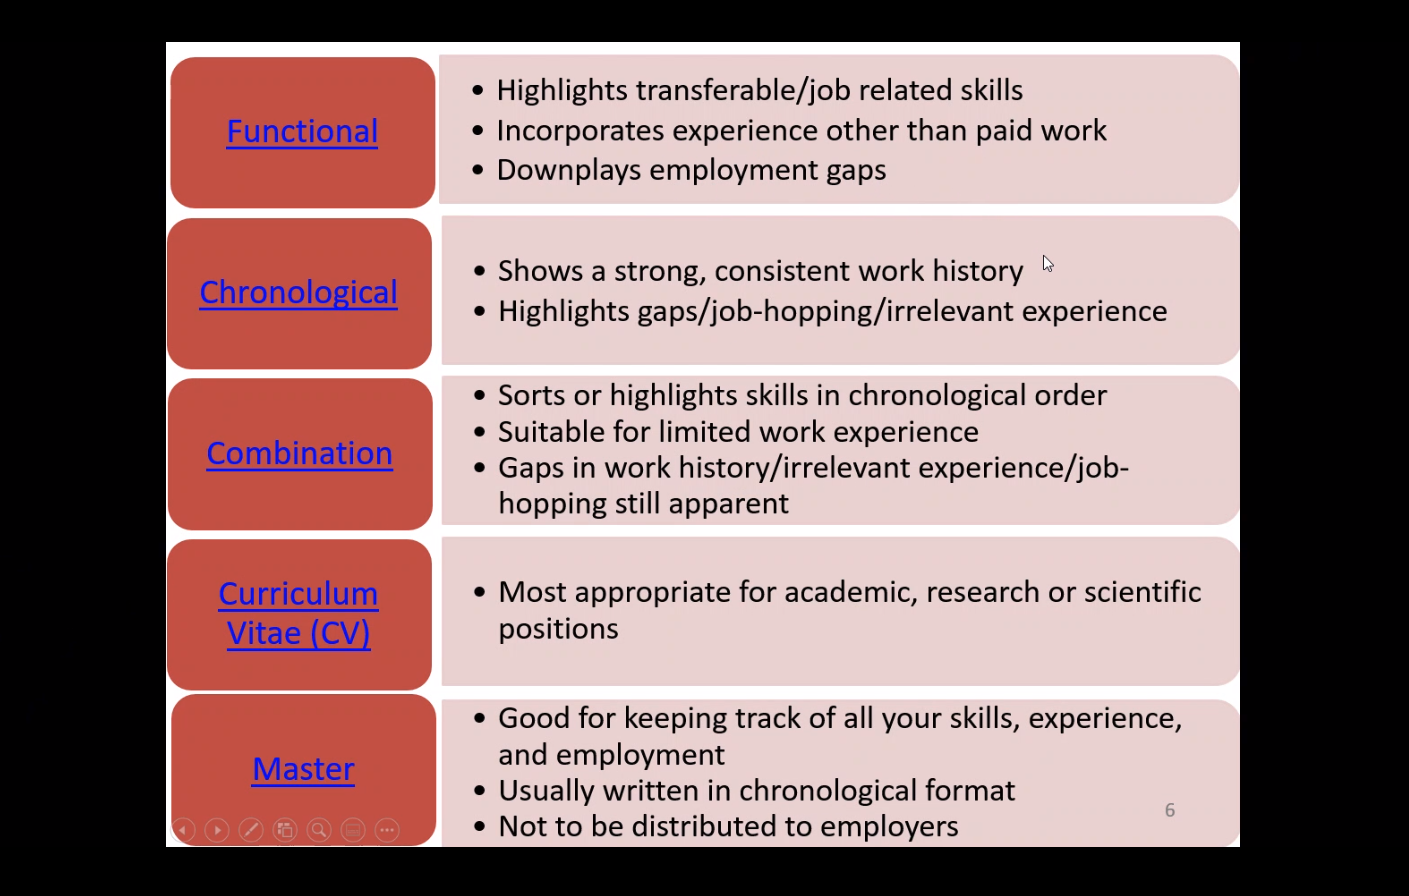 Functional
• Highlights transferable/job related skills
• Incorporates experience other than paid work
• Downplays employment gaps
Chronological
• Shows a strong, consistent work history
• Highlights gaps/job-hopping/irrelevant experience
Combination
• Sorts or highlights skills in chronological order
• Suitable for limited work experience
• Gaps in work history/irrelevant experience/job-
hopping still apparent
Curriculum
Vitae (CV)
• Most appropriate for academic, research or scientific
positions
Master
• Good for keeping track of all your skills, experience,
and employment
• Usually written in chronological format
• Not to be distributed to employers
6